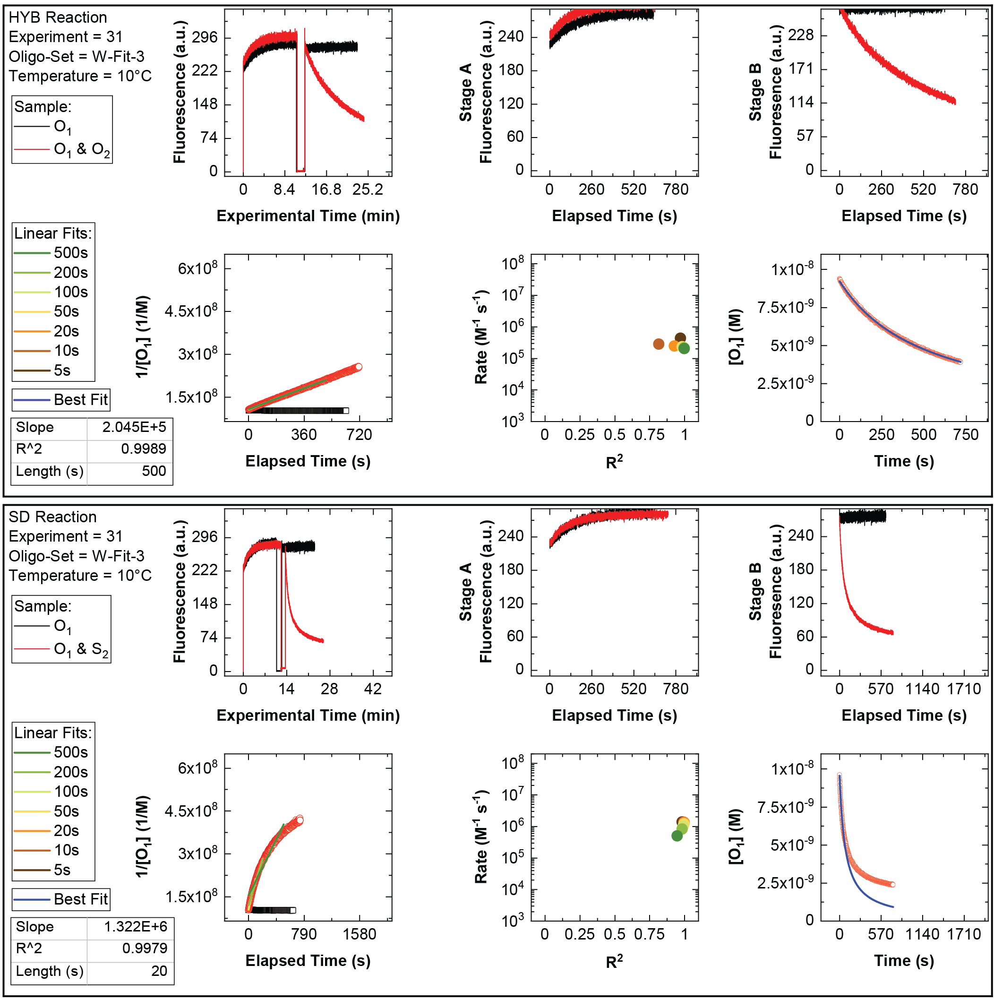 HYB Reaction
Experiment = 31
Oligo-Set = W-Fit-3
Temperature = 10°C
Sample:
O1
O1 & O2
Fluorescence (a.u.)
296
222
148
74
0
0 8.4 16.8 25.2
Experimental Time (min)
Stage A
Fluorescence (a.u.)
240
180
120
60
0
0 260 520 780
Elapsed Time (s)
Stage B
Fluoresence (a.u.)
228
171
114
57
0
0 260 520 780
Elapsed Time (s)
Linear Fits:
500s
200s
100s
50s
20s
10s
5s
Best Fit
Slope 2.045E+5
R^2 0.9989
Length (s) 500
1/[O1] (1/M)
6x10^8
4.5x10^8
3x10^8
1.5x10^8
0 360 720
Elapsed Time (s)
Rate (M^-1 s^-1)
10^8
10^7
10^6
10^5
10^4
10^3
0 0.25 0.5 0.75 1
R^2
[O1] (M)
1x10^-8
7.5x10^-9
5x10^-9
2.5x10^-9
0
0 250 500 750
Time (s)
SD Reaction
Experiment = 31
Oligo-Set = W-Fit-3
Temperature = 10°C
Sample:
O1
O1 & S2
Fluorescence (a.u.)
296
222
148
74
0
0 14 28 42
Experimental Time (min)
Stage A
Fluorescence (a.u.)
240
180
120
60
0
0 260 520 780
Elapsed Time (s)
Stage B
Fluoresence (a.u.)
240
180
120
60
0
0 570 1140 1710
Elapsed Time (s)
Linear Fits:
500s
200s
100s
50s
20s
10s
5s
Best Fit
Slope 1.322E+6
R^2 0.9979
Length (s) 20
1/[O1] (1/M)
6x10^8
4.5x10^8
3x10^8
1.5x10^8
0 790 1580
Elapsed Time (s)
Rate (M^-1 s^-1)
10^8
10^7
10^6
10^5
10^4
10^3
0 0.25 0.5 0.75 1
R^2
[O1] (M)
1x10^-8
7.5x10^-9
5x10^-9
2.5x10^-9
0
0 570 1140 1710
Time (s)